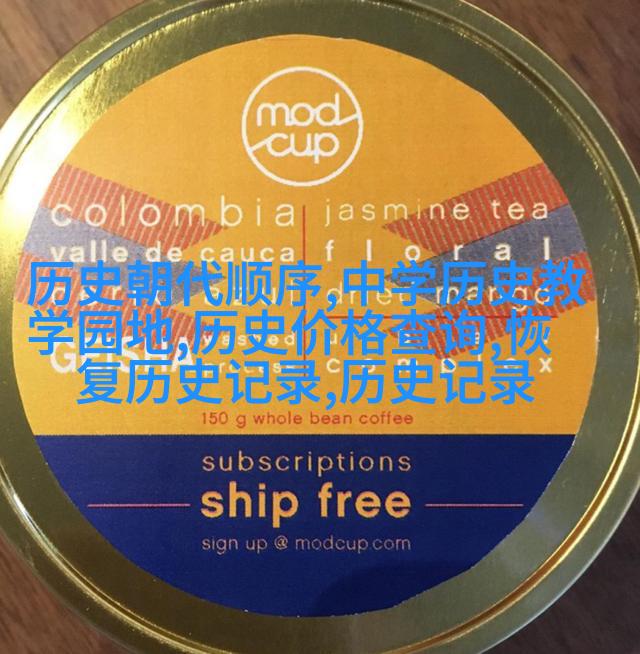 mod
cup
colombia jasmine tea
valle de cauca floral
历史朝代顺序,中学历史教
学园地,历史价格查询,恢
复历史记录,历史记录
150 g whole bean coffee
subscriptions
ship free
sign up @ modcup.com